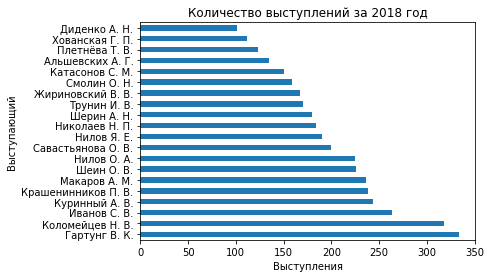 Количество выступлений за 2018 год
Выступающий
Диденко А. Н.
Хованская Г. П.
Плетнёва Т. В.
Альшевских А. Г.
Катасонов С. М.
Смолин О. Н.
Жириновский В. В.
Трунин И. В.
Шерин А. Н.
Николаев Н. П.
Нилов Я. Е.
Савастьянова О. В.
Нилов О. А.
Шеин О. В.
Макаров А. М.
Крашенинников П. В.
Куринный А. В.
Иванов С. В.
Коломейцев Н. В.
Гартунг В. К.
0 50 100 150 200 250 300 350
Выступления